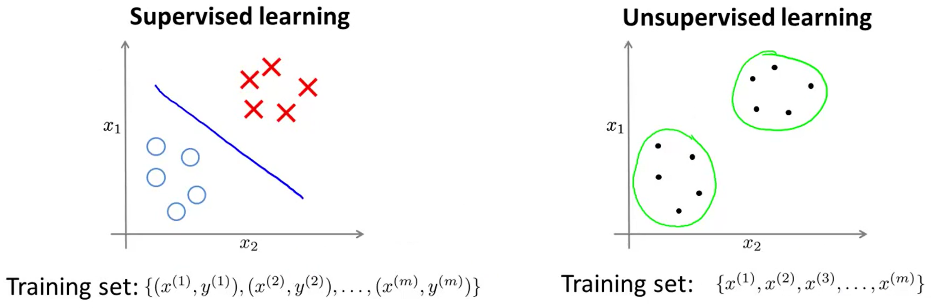 Supervised learning
x₁
x₂
Training set: {(x⁽¹⁾, y⁽¹⁾), (x⁽²⁾, y⁽²⁾), . . . , (x⁽ᵐ⁾, y⁽ᵐ⁾)}
Unsupervised learning
x₁
x₂
Training set: {x⁽¹⁾, x⁽²⁾, x⁽³⁾, . . . , x⁽ᵐ⁾}